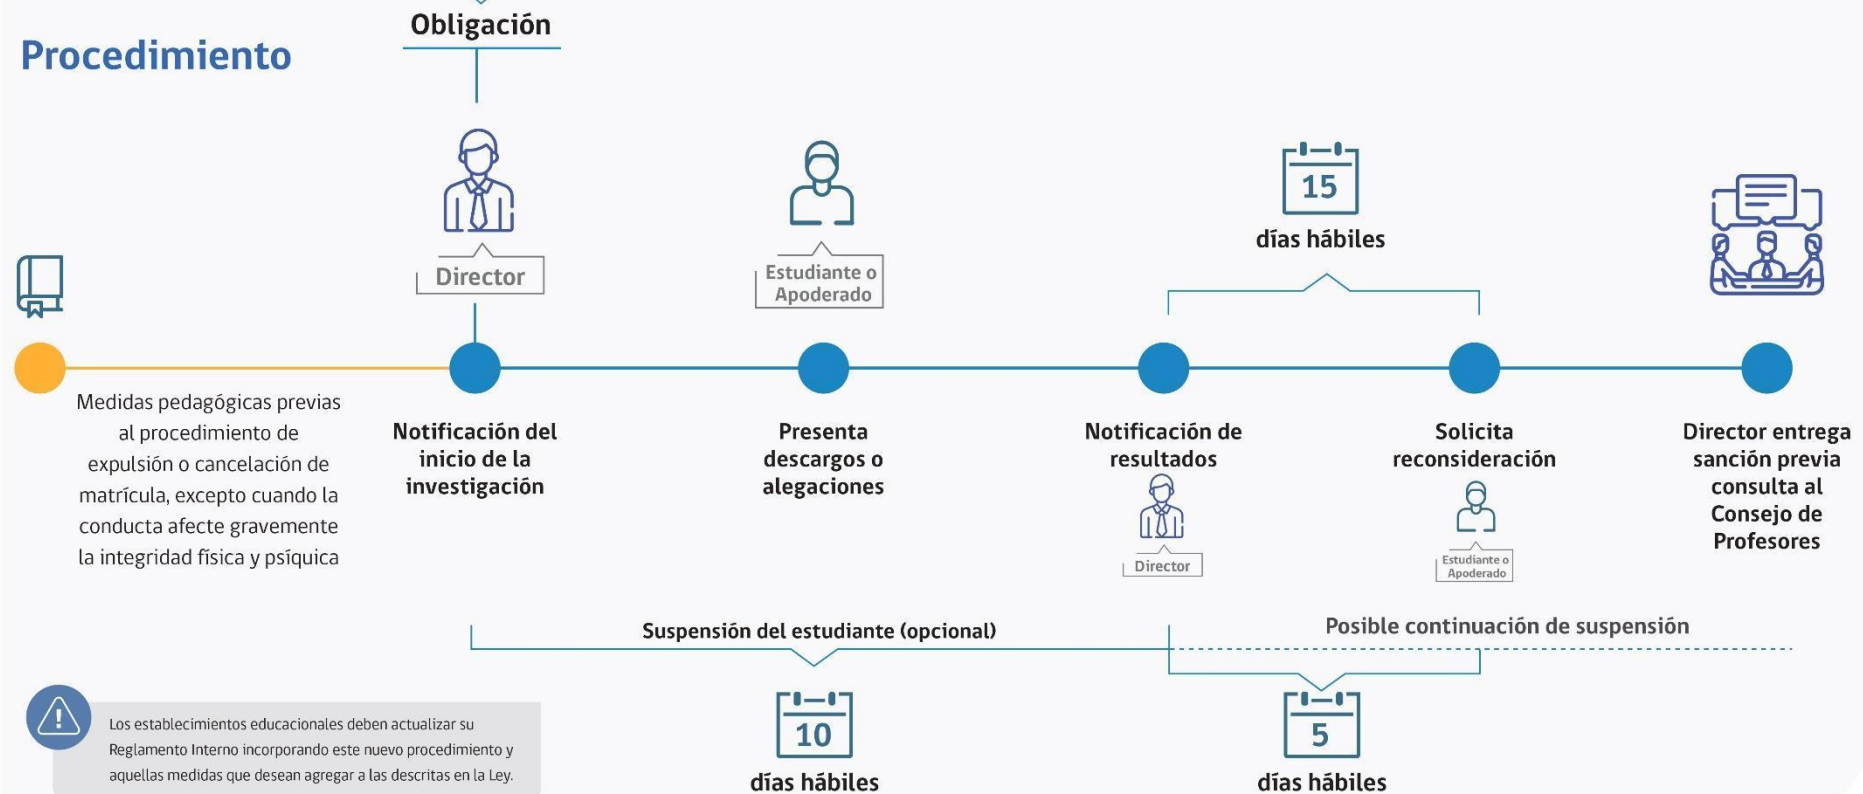 Obligación
Procedimiento
Director
Estudiante o
Apoderado
15
días hábiles
Medidas pedagógicas previas
al procedimiento de
expulsión o cancelación de
matrícula, excepto cuando la
conducta afecte gravemente
la integridad física y psíquica
Notificación del
inicio de la
investigación
Presenta
descargos o
alegaciones
Notificación de
resultados
Director
Solicita
reconsideración
Estudiante o
Apoderado
Director entrega
sanción previa
consulta al
Consejo de
Profesores
Suspensión del estudiante (opcional)
Posible continuación de suspensión
10
días hábiles
5
días hábiles
Los establecimientos educacionales deben actualizar su
Reglamento Interno incorporando este nuevo procedimiento y
aquellas medidas que desean agregar a las descritas en la Ley.